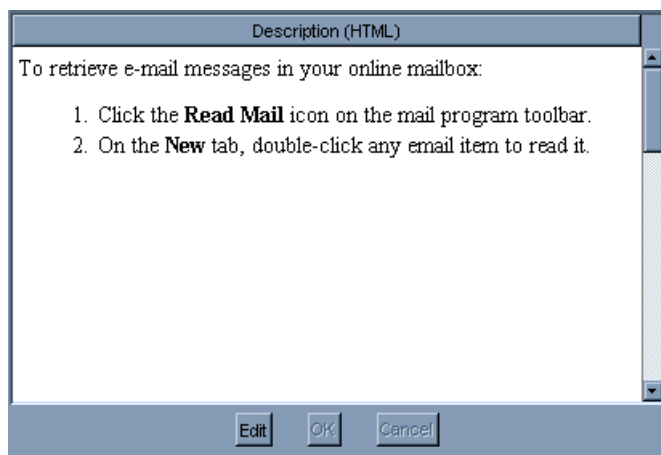 Description (HTML)
To retrieve e-mail messages in your online mailbox:
1. Click the Read Mail icon on the mail program toolbar.
2. On the New tab, double-click any email item to read it.
Edit OK Cancel